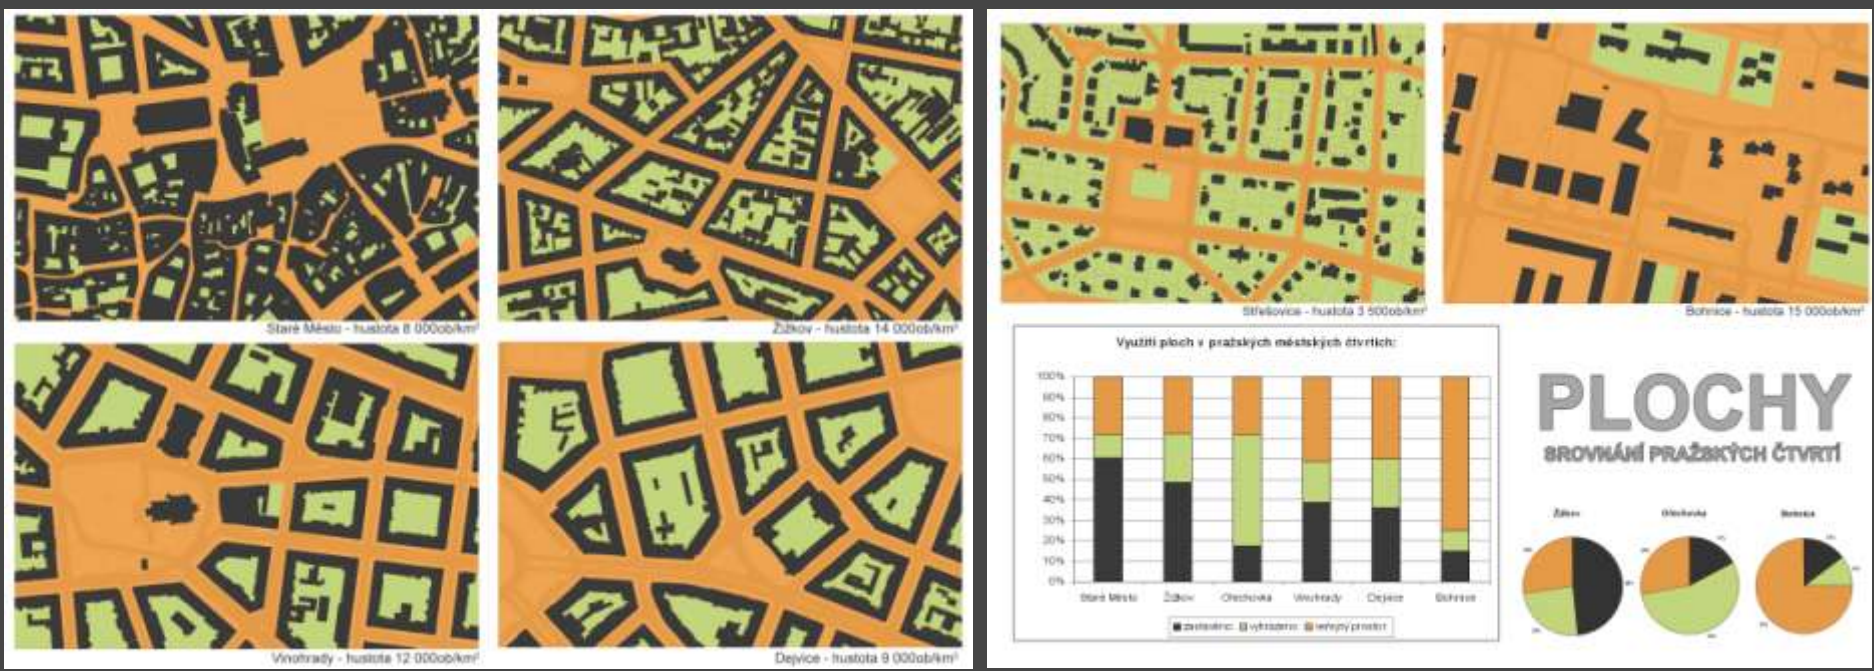 Staré Město - hustota 8 000ob/km²
Žižkov - hustota 14 000ob/km²
Vinohrady - hustota 12 000ob/km²
Dejvice - hustota 9 000ob/km²
Střešovice - hustota 3 500ob/km²
Bohnice - hustota 15 000ob/km²
Využití ploch v pražských městských čtvrtích:
100%
90%
80%
70%
60%
50%
40%
30%
20%
10%
0%
Staré Město Žižkov Ořechovka Vinohrady Dejvice Bohnice
zastavěno vyhrazeno veřejný prostor
PLOCHY
SROVNÁNÍ PRAŽSKÝCH ČTVRTÍ
Žižkov Ořechovka Bohnice